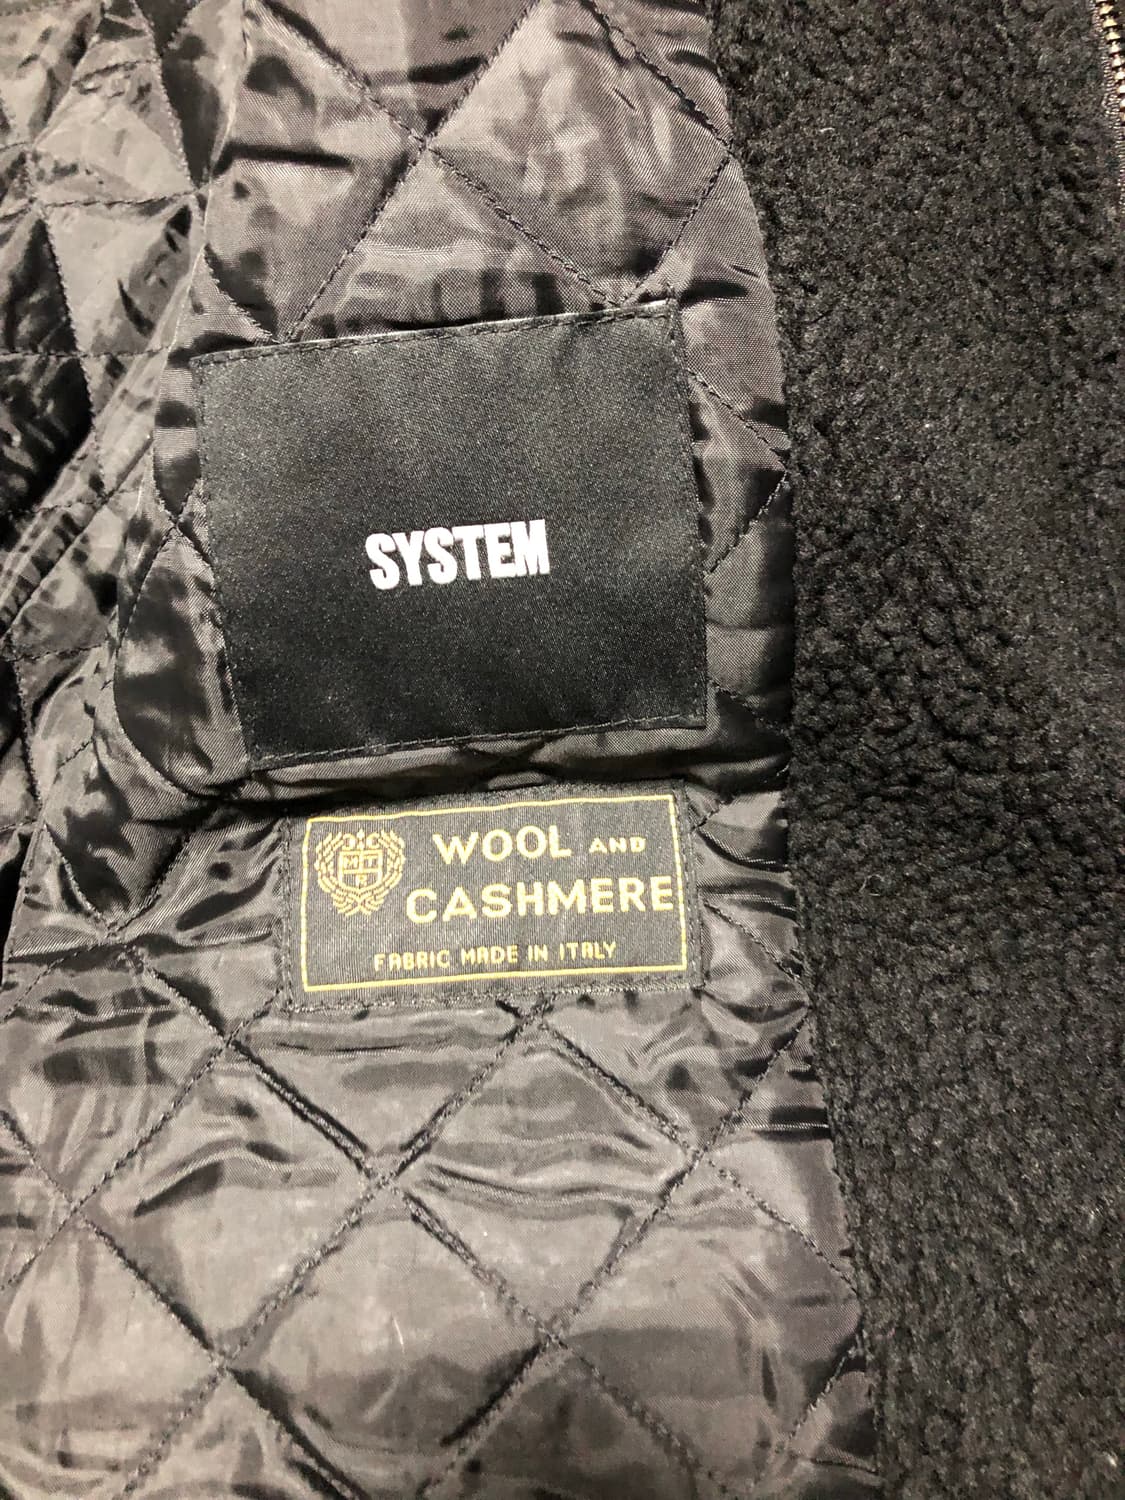 SYSTEM
WOOL AND
CASHMERE
FABRIC MADE IN ITALY